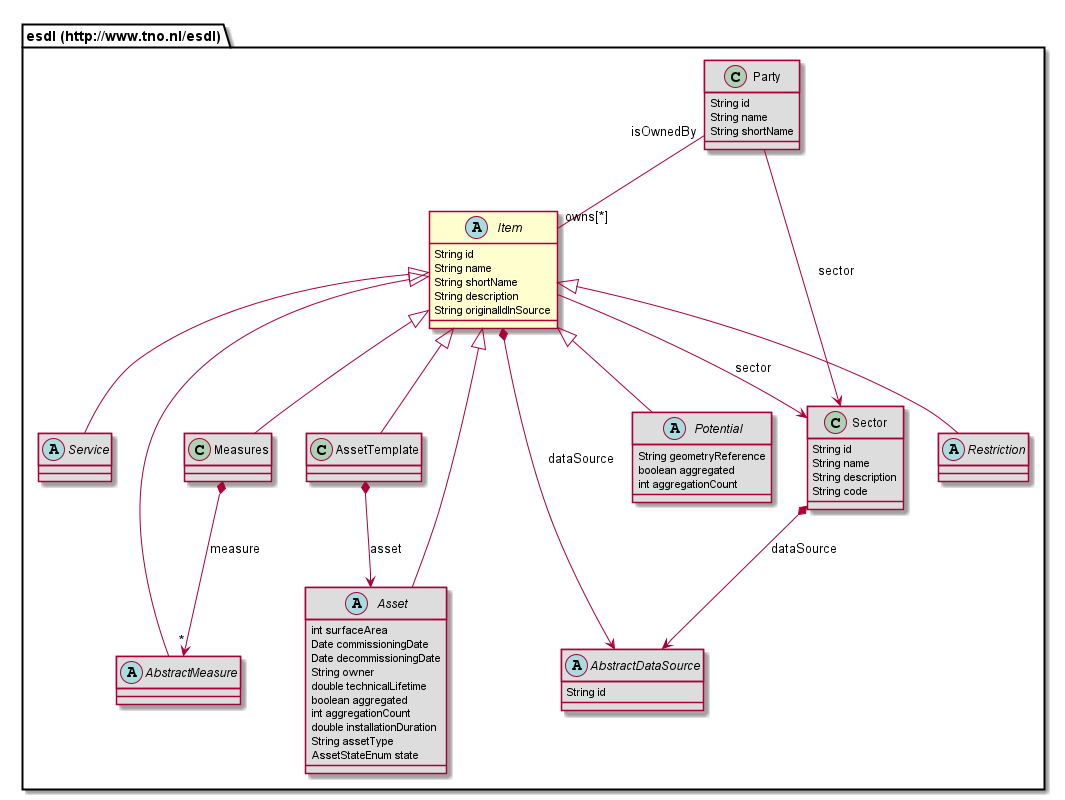 esdl (http://www.tno.nl/esdl)
C Party
String id
String name
String shortName
isOwnedBy
owns[*]
A Item
String id
String name
String shortName
String description
String originalIdInSource
sector
sector
A Service
C Measures
C AssetTemplate
A Potential
String geometryReference
boolean aggregated
int aggregationCount
C Sector
String id
String name
String description
String code
A Restriction
dataSource
measure
asset
dataSource
*
A Asset
int surfaceArea
Date commissioningDate
Date decommissioningDate
String owner
double technicalLifetime
boolean aggregated
int aggregationCount
double installationDuration
String assetType
AssetStateEnum state
A AbstractMeasure
A AbstractDataSource
String id